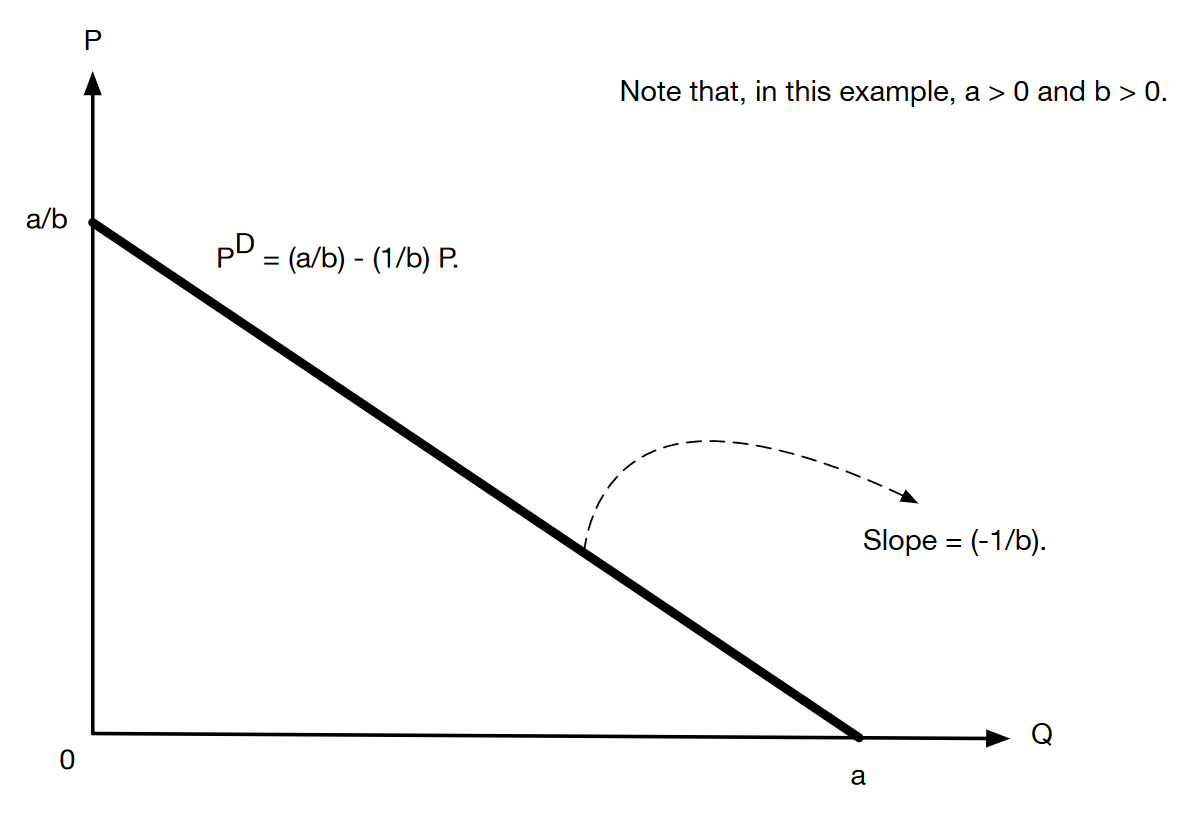 P
Note that, in this example, a > 0 and b > 0.
a/b
P^D = (a/b) - (1/b) P.
Slope = (-1/b).
Q
0
a